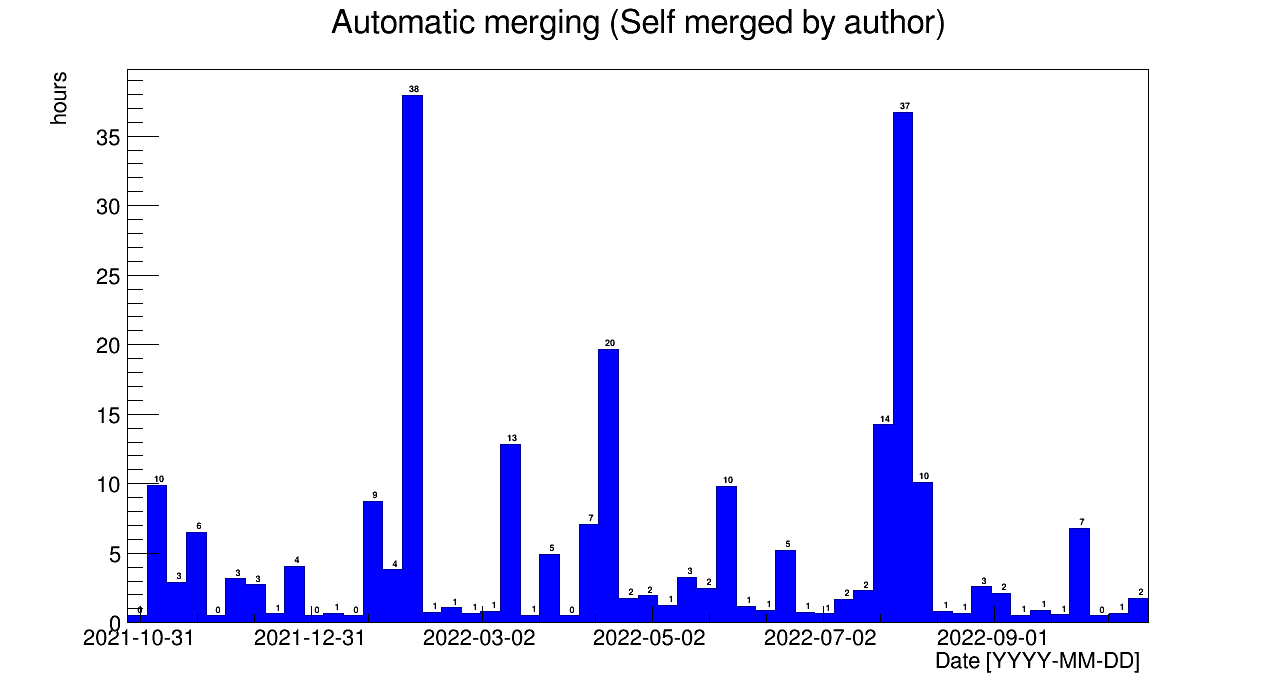 Automatic merging (Self merged by author)
hours
35
30
25
20
15
10
5
0
0 10 3 6 0 3 3 1 4 0 1 0 9 4 38 1 1 1 1 13 1 5 0 7 20 2 2 1 3 2 10 1 1 5 1 1 2 2 14 37 10 1 1 3 2 1 1 1 7 0 1 2
2021-10-31 2021-12-31 2022-03-02 2022-05-02 2022-07-02 2022-09-01
Date [YYYY-MM-DD]